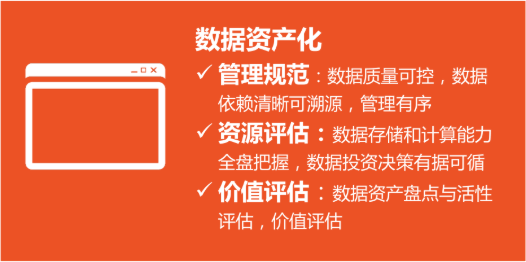 数据资产化
✓管理规范：数据质量可控，数据
依赖清晰可溯源，管理有序
✓资源评估：数据存储和计算能力
全盘把握，数据投资决策有据可循
✓价值评估：数据资产盘点与活性
评估，价值评估